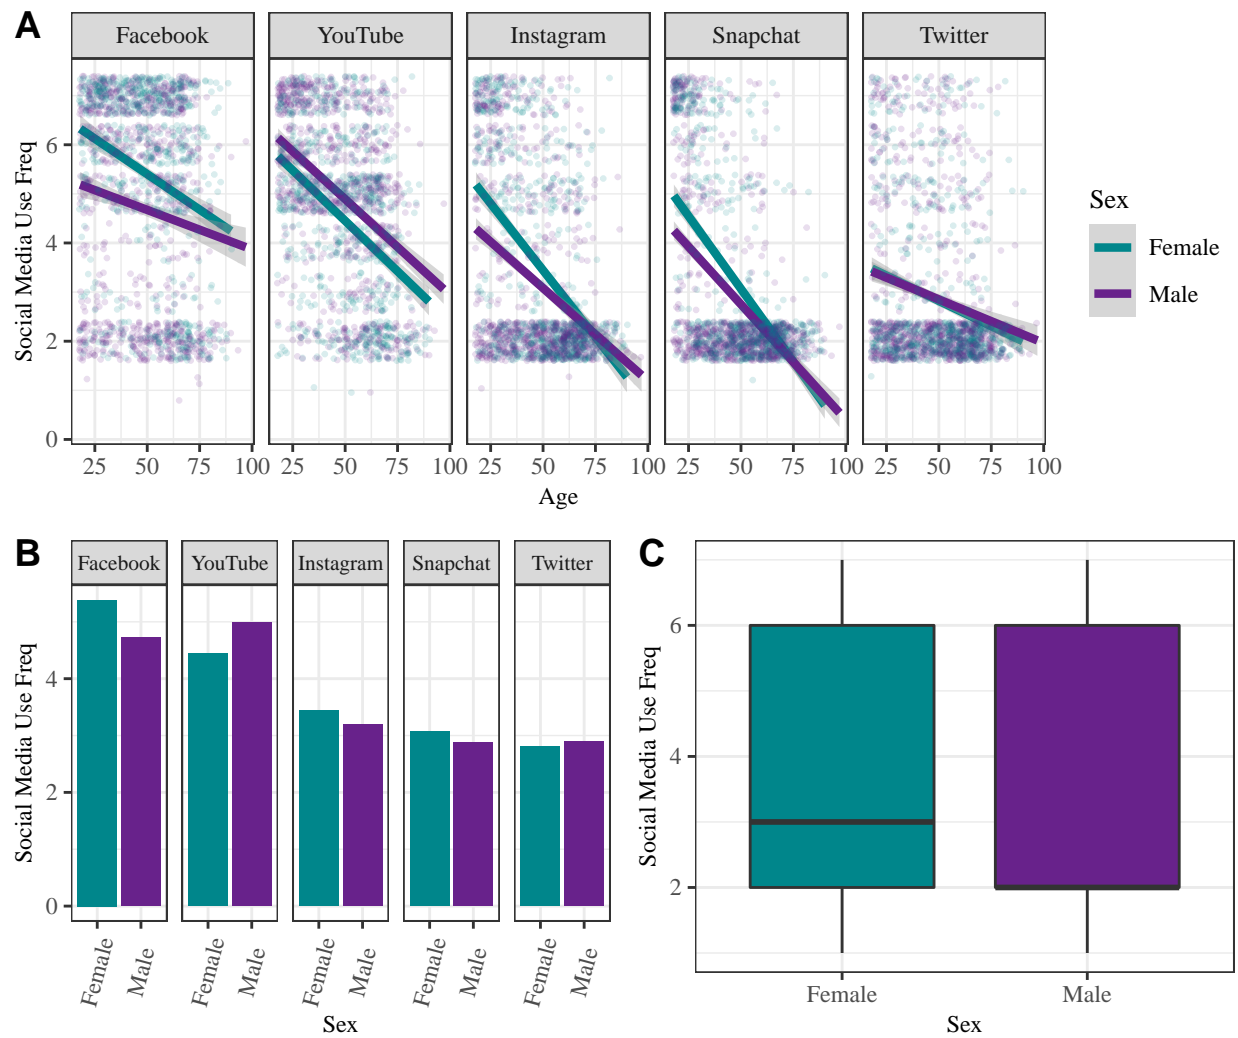 A
Facebook YouTube Instagram Snapchat Twitter
Social Media Use Freq
6
4
2
0
25 50 75 100 25 50 75 100 25 50 75 100 25 50 75 100 25 50 75 100
Age
Sex
Female
Male
B
Facebook YouTube Instagram Snapchat Twitter
Social Media Use Freq
4
2
0
Female Male Female Male Female Male Female Male Female Male
Sex
C
Social Media Use Freq
6
4
2
Female Male
Sex